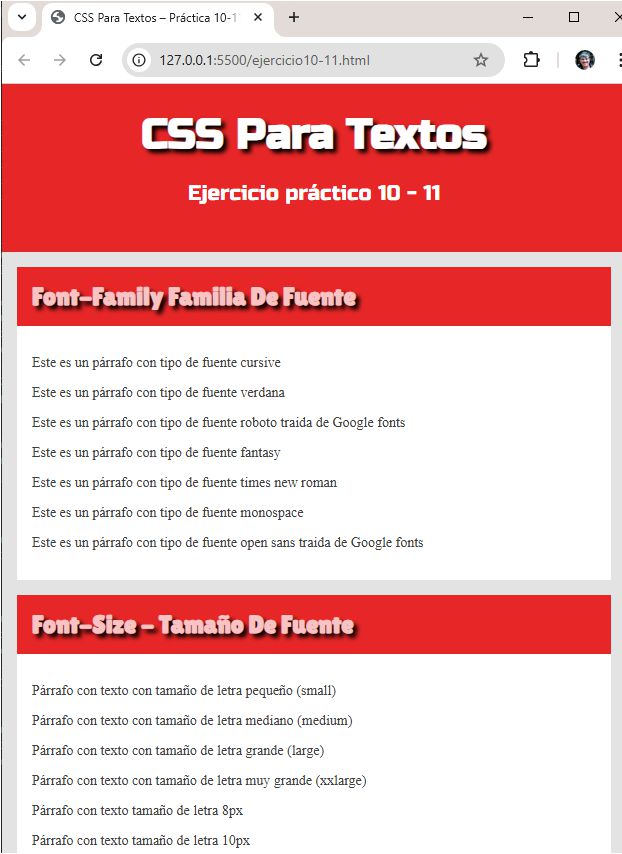 CSS Para Textos – Práctica 10-1
127.0.0.1:5500/ejercicio10-11.html
CSS Para Textos
Ejercicio práctico 10 - 11
Font-Family Familia De Fuente
Este es un párrafo con tipo de fuente cursive
Este es un párrafo con tipo de fuente verdana
Este es un párrafo con tipo de fuente roboto traída de Google fonts
Este es un párrafo con tipo de fuente fantasy
Este es un párrafo con tipo de fuente times new roman
Este es un párrafo con tipo de fuente monospace
Este es un párrafo con tipo de fuente open sans traida de Google fonts
Font-Size - Tamaño De Fuente
Párrafo con texto con tamaño de letra pequeño (small)
Párrafo con texto con tamaño de letra mediano (medium)
Párrafo con texto con tamaño de letra grande (large)
Párrafo con texto con tamaño de letra muy grande (xxlarge)
Párrafo con texto tamaño de letra 8px
Párrafo con texto tamaño de letra 10px